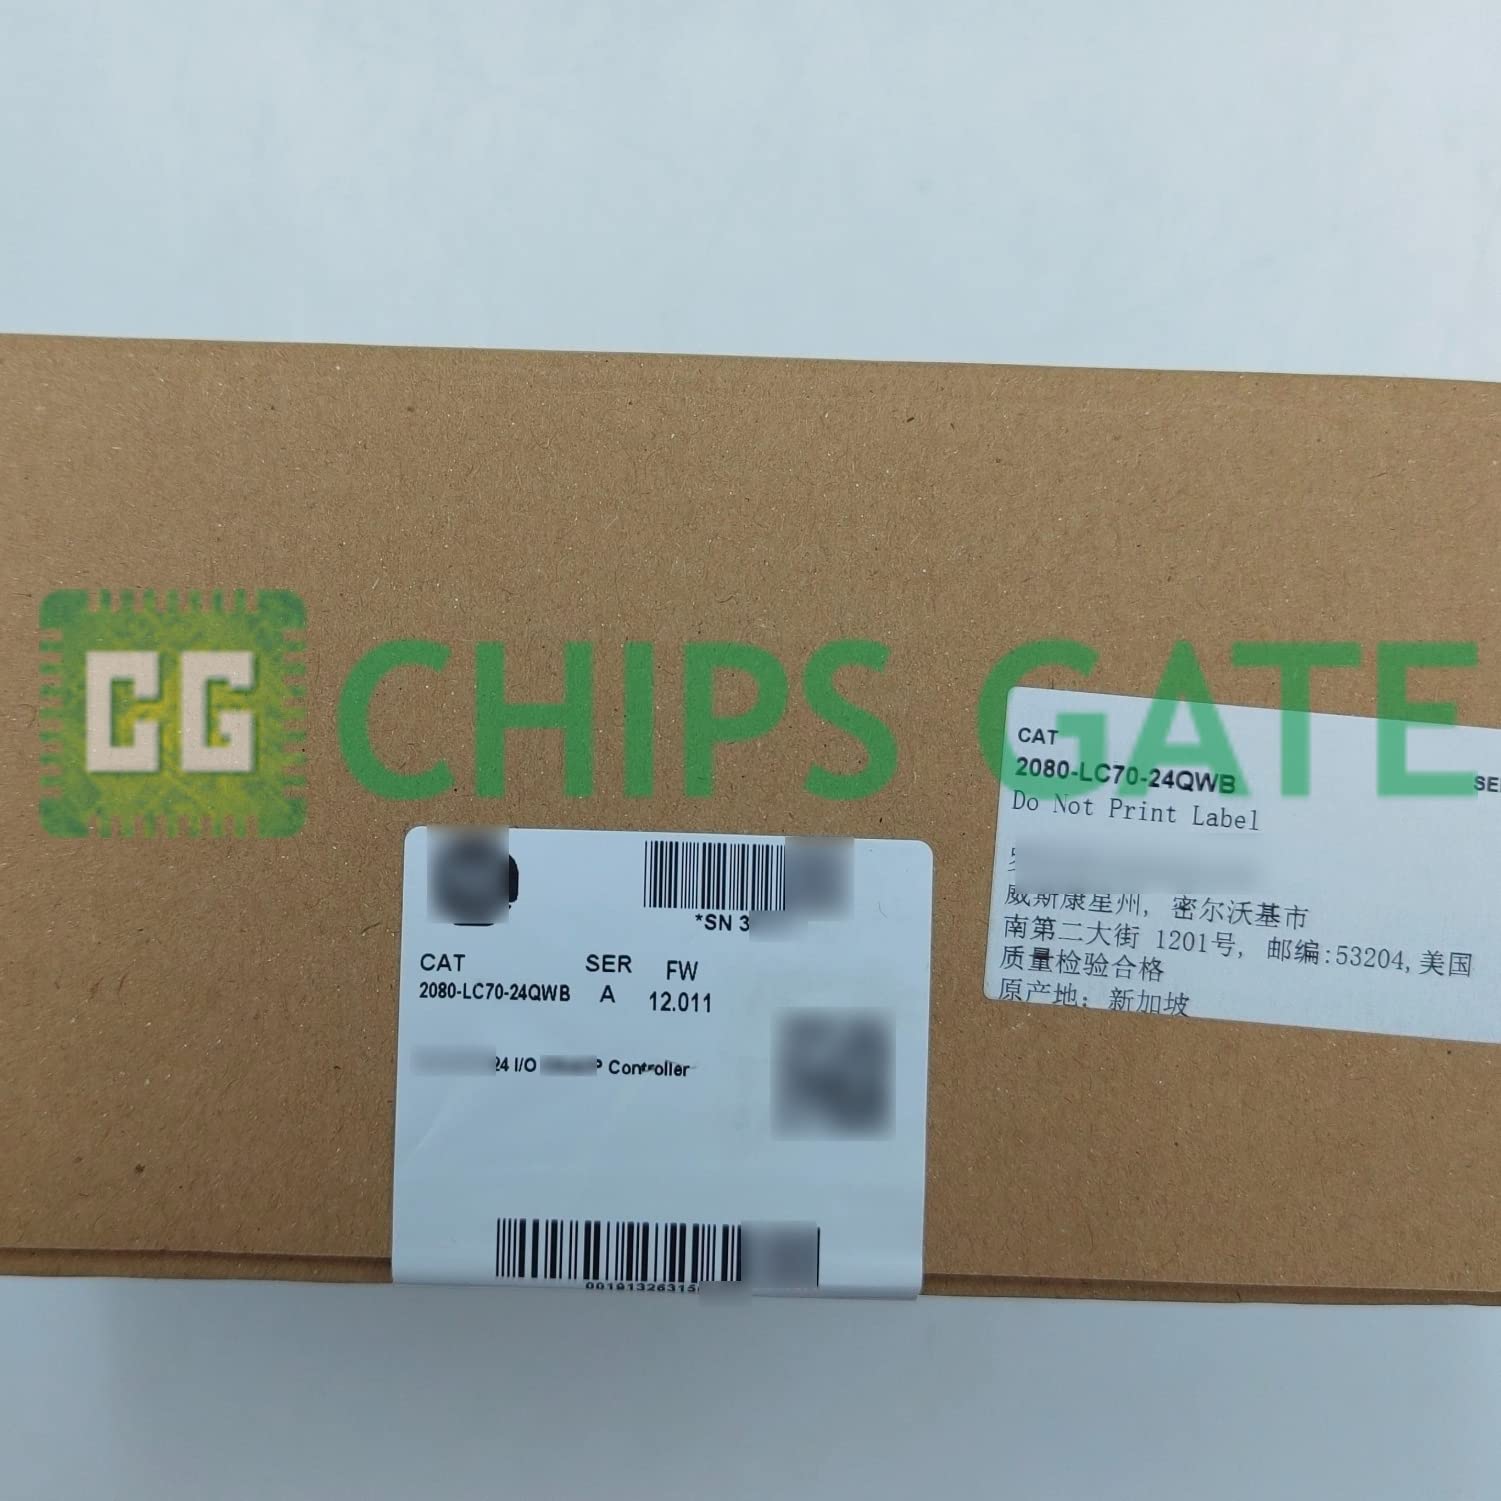 CG CHIPS GATE
CAT
2080-LC70-24QWB
SE
Do Not Print Label
威斯康星州, 密尔沃基市
南第二大街 1201号, 邮编:53204,美国
质量检验合格
原产地: 新加坡
*SN 3
CAT SER FW
2080-LC70-24QWB A 12.011
24 I/O P Controller
00191326315